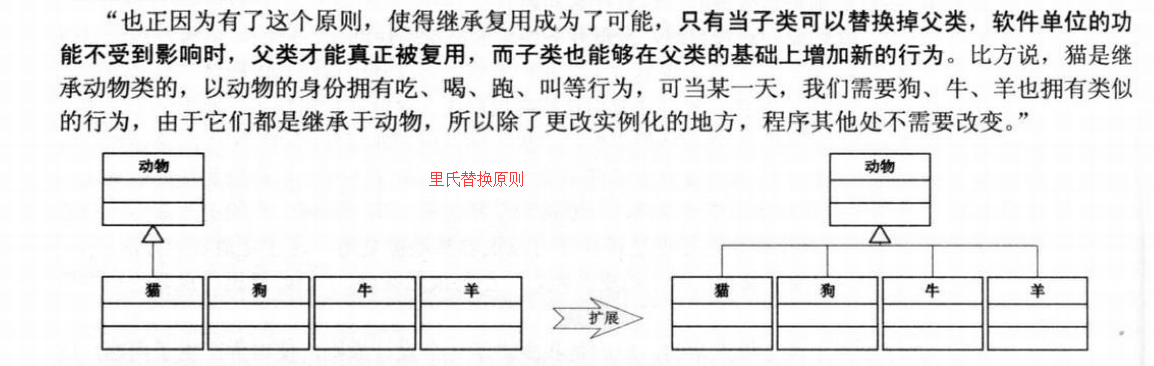 “也正因为有了这个原则，使得继承复用成为了可能，只有当子类可以替换掉父类，软件单位的功
能不受到影响时，父类才能真正被复用，而子类也能够在父类的基础上增加新的行为。比方说，猫是继
承动物类的，以动物的身份拥有吃、喝、跑、叫等行为，可当某一天，我们需要狗、牛、羊也拥有类似
的行为，由于它们都是继承于动物，所以除了更改实例化的地方，程序其他处不需要改变。”
动物
里氏替换原则
动物
猫 狗 牛 羊
扩展
猫 狗 牛 羊